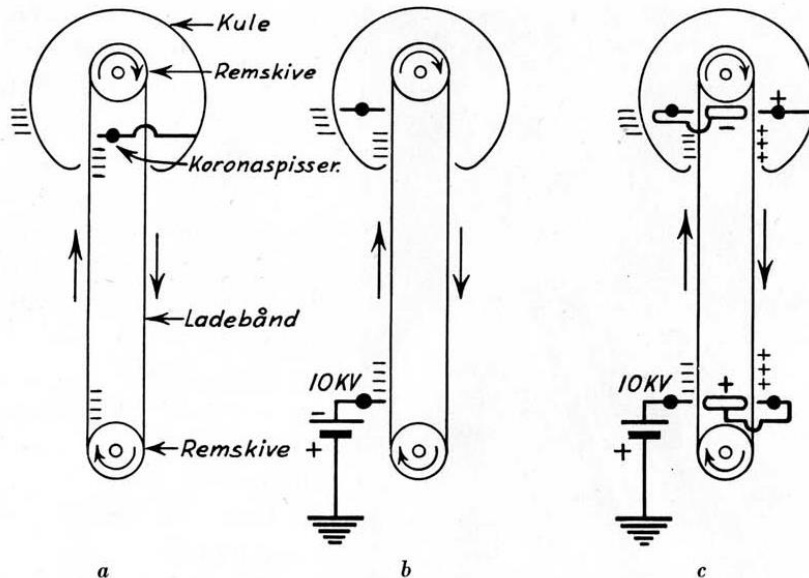 Kule
Remskive
Koronaspisser.
Ladebånd
Remskive
10KV
10KV
a
b
c